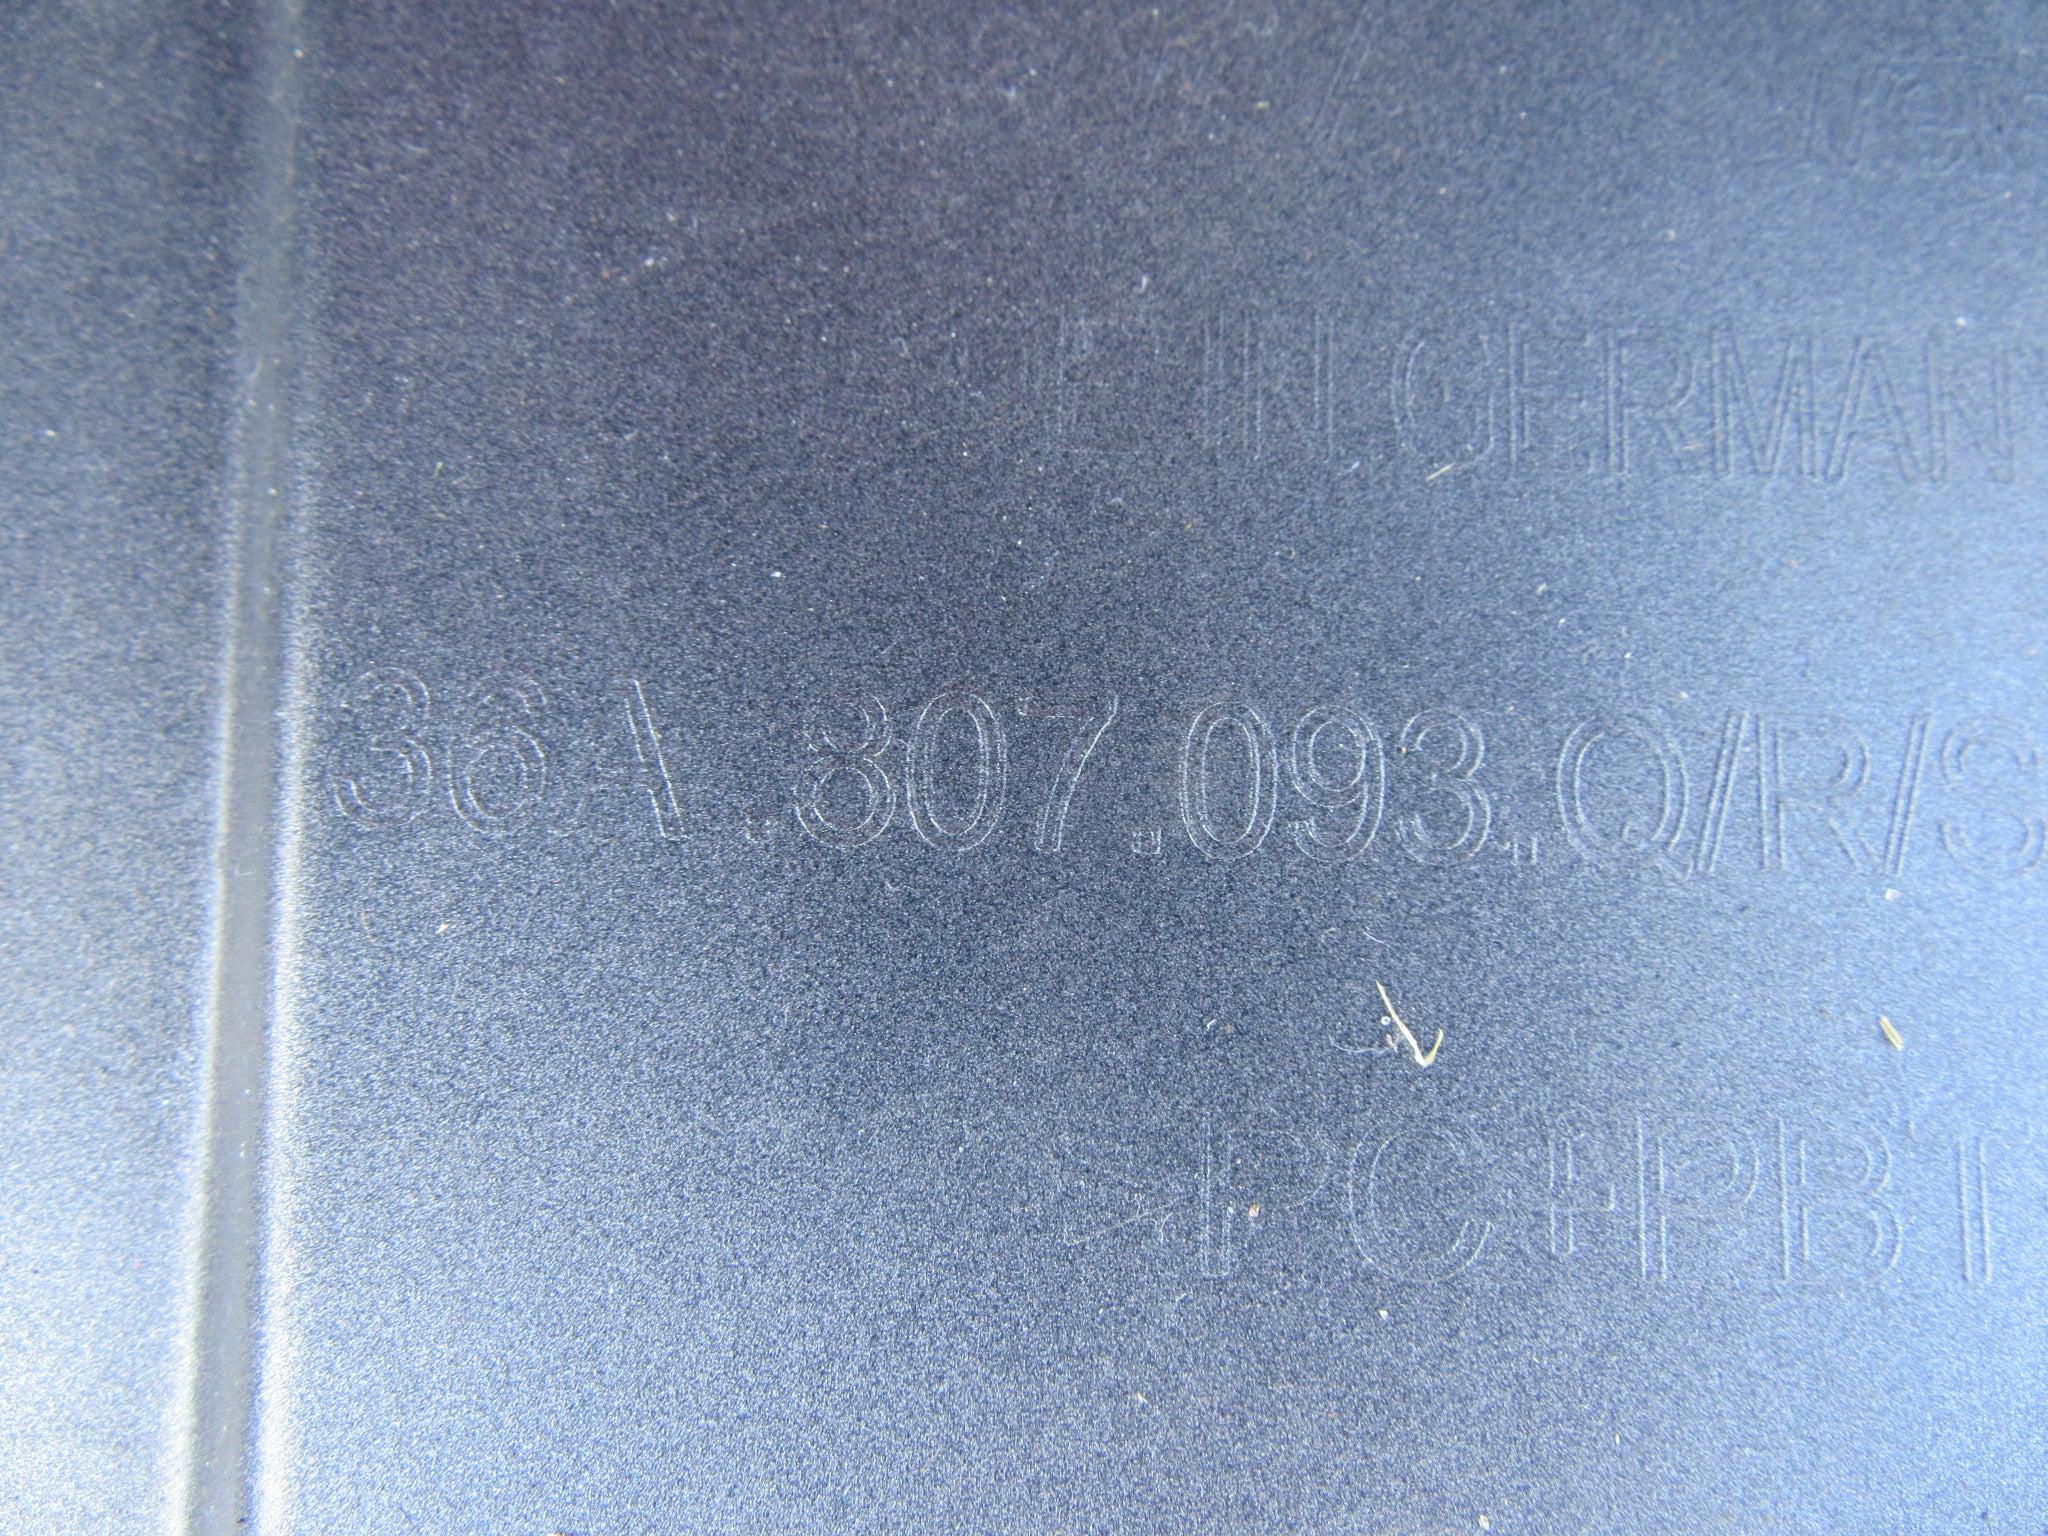 IN GERMAN
36A.807.093.Q/R/S
>PC+PBT